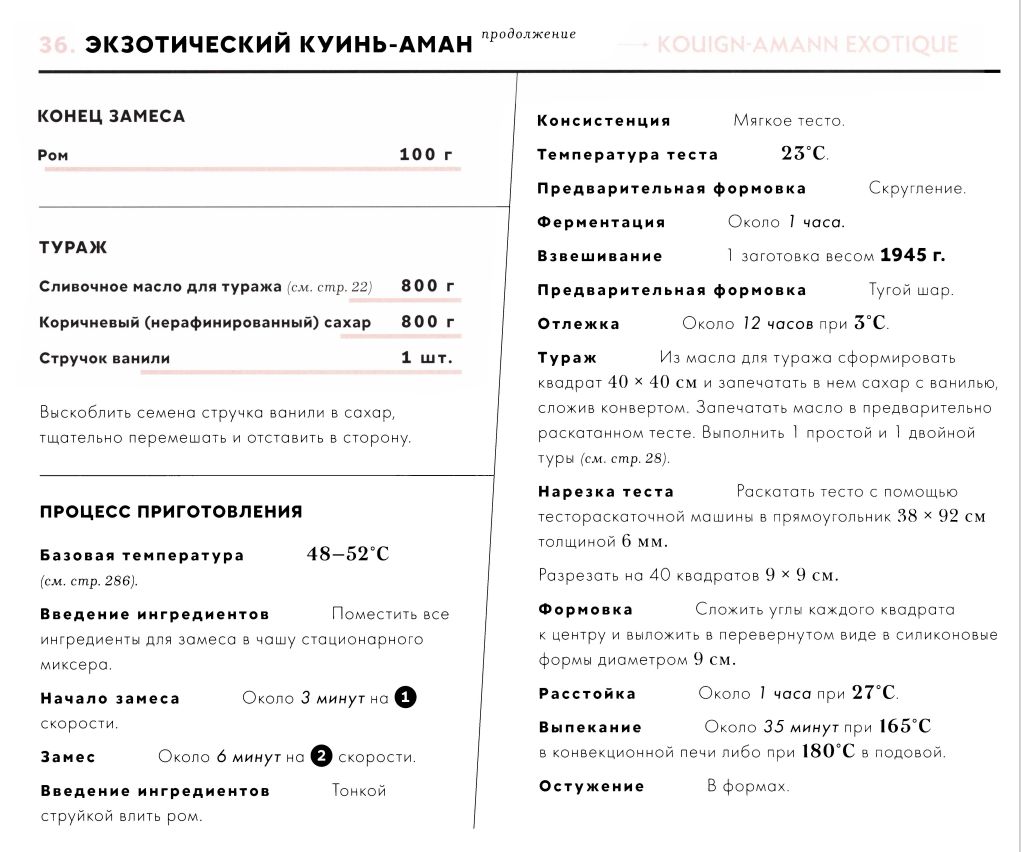 36. ЭКЗОТИЧЕСКИЙ КУИНЬ-АМАН продолжение → KOUIGN-AMANN EXOTIQUE
КОНЕЦ ЗАМЕСА
Ром 100 г
ТУРАЖ
Сливочное масло для туража (см. стр. 22) 800 г
Коричневый (нерафинированный) сахар 800 г
Стручок ванили 1 шт.
Выскоблить семена стручка ванили в сахар,
тщательно перемешать и отставить в сторону.
ПРОЦЕСС ПРИГОТОВЛЕНИЯ
Базовая температура 48–52°C
(см. стр. 286).
Введение ингредиентов Поместить все
ингредиенты для замеса в чашу стационарного
миксера.
Начало замеса Около 3 минут на 1
скорости.
Замес Около 6 минут на 2 скорости.
Введение ингредиентов Тонкой
струйкой влить ром.
Консистенция Мягкое тесто.
Температура теста 23°C.
Предварительная формовка Скругление.
Ферментация Около 1 часа.
Взвешивание 1 заготовка весом 1945 г.
Предварительная формовка Тугой шар.
Отлежка Около 12 часов при 3°C.
Тураж Из масла для туража сформировать
квадрат 40 × 40 см и запечатать в нем сахар с ванилью,
сложив конвертом. Запечатать масло в предварительно
раскатанном тесте. Выполнить 1 простой и 1 двойной
туры (см. стр. 28).
Нарезка теста Раскатать тесто с помощью
тестораскаточной машины в прямоугольник 38 × 92 см
толщиной 6 мм.
Разрезать на 40 квадратов 9 × 9 см.
Формовка Сложить углы каждого квадрата
к центру и выложить в перевернутом виде в силиконовые
формы диаметром 9 см.
Расстойка Около 1 часа при 27°C.
Выпекание Около 35 минут при 165°C
в конвекционной печи либо при 180°C в подовой.
Остужение В формах.